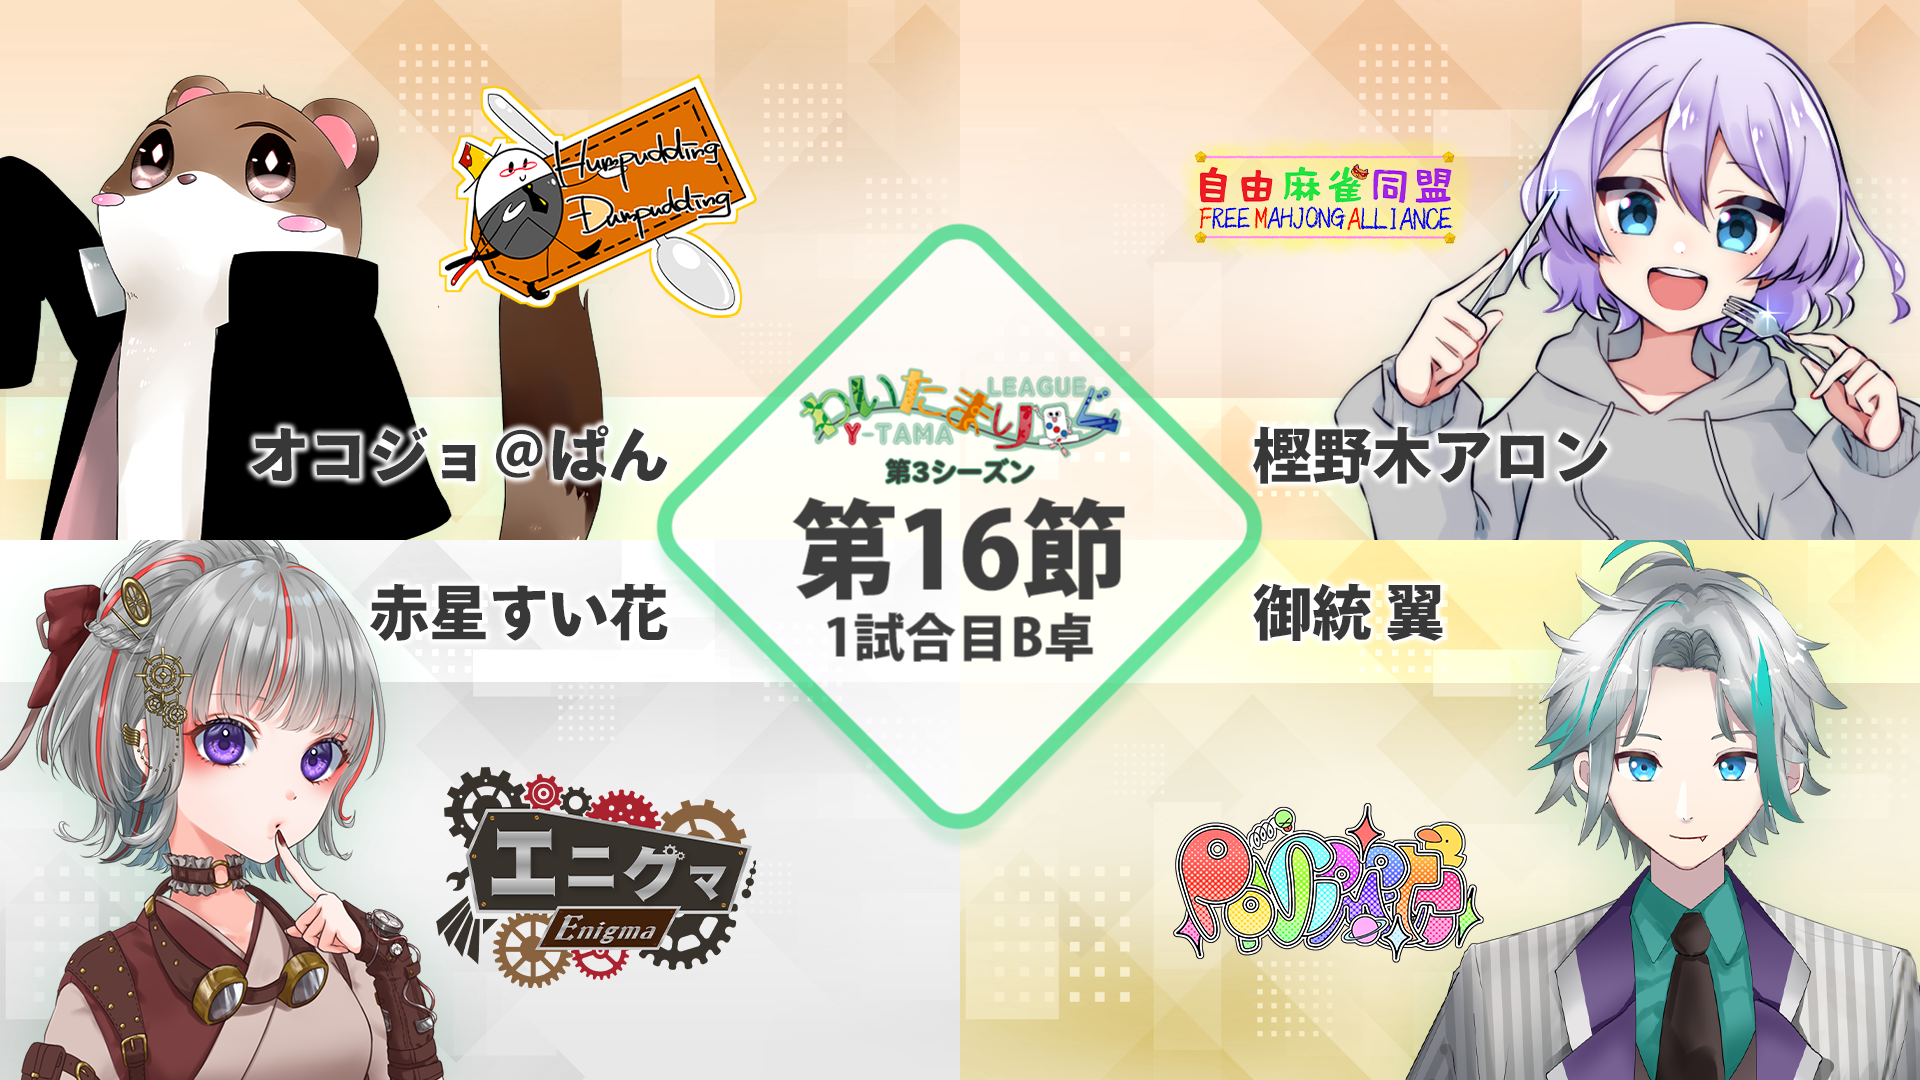 Humpudding
Dumpudding
オコジョ＠ぱん
自由麻雀同盟
FREE MAHJONG ALLIANCE
樫野木アロン
わいたまりーぐ
LEAGUE
Y-TAMA
第3シーズン
第16節
1試合目B卓
赤星すい花
エニグマ
Enigma
御統 翼